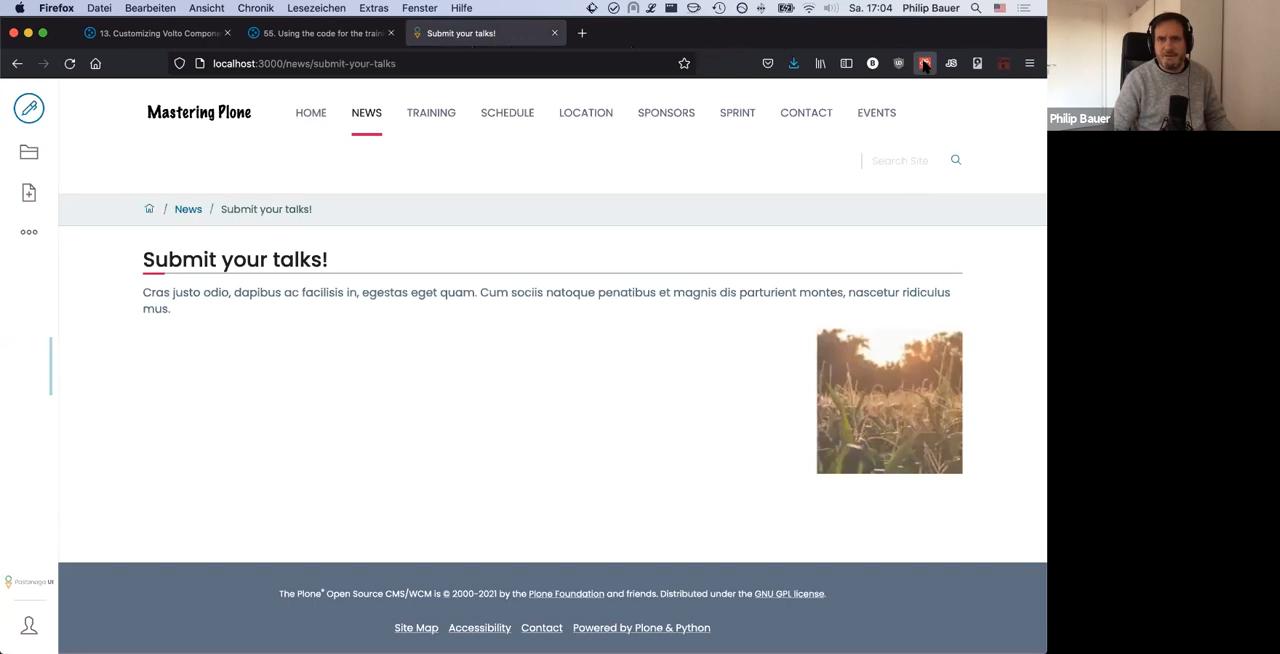 Firefox Datei Bearbeiten Ansicht Chronik Lesezeichen Extras Fenster Hilfe Sa. 17:04 Philip Bauer
13. Customizing Volto Compone
55. Using the code for the traini
Submit your talks!
localhost:3000/news/submit-your-talks
Philip Bauer
Mastering Plone
HOME NEWS TRAINING SCHEDULE LOCATION SPONSORS SPRINT CONTACT EVENTS
Search Site
/ News / Submit your talks!
Submit your talks!
Cras justo odio, dapibus ac facilisis in, egestas eget quam. Cum sociis natoque penatibus et magnis dis parturient montes, nascetur ridiculus
mus.
Pastanaga UI
The Plone® Open Source CMS/WCM is © 2000-2021 by the Plone Foundation and friends. Distributed under the GNU GPL license.
Site Map Accessibility Contact Powered by Plone & Python